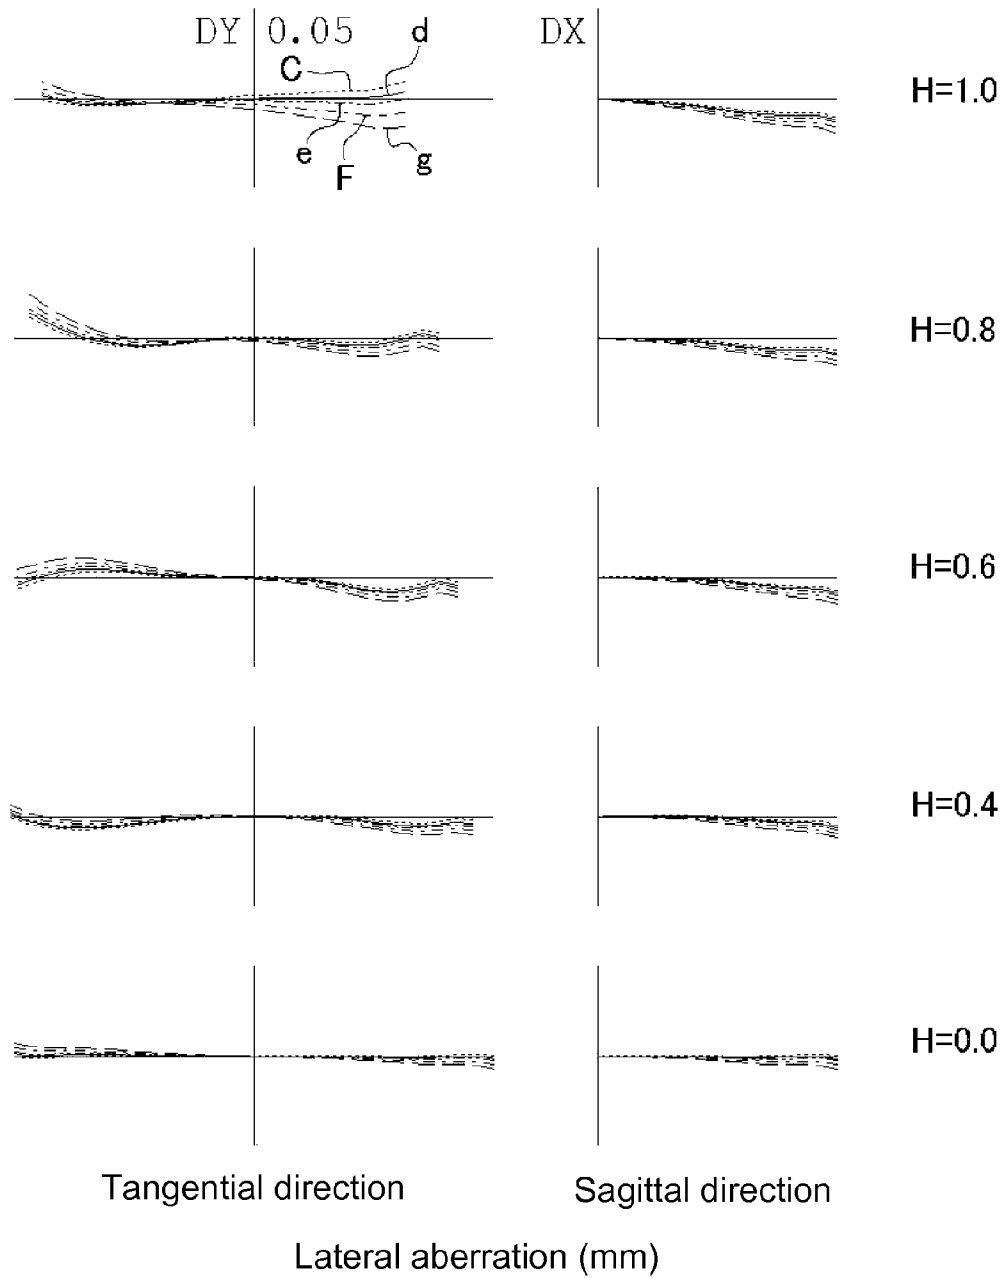 DY 0.05 d DX
C
H=1.0
e F g
H=0.8
H=0.6
H=0.4
H=0.0
Tangential direction Sagittal direction
Lateral aberration (mm)